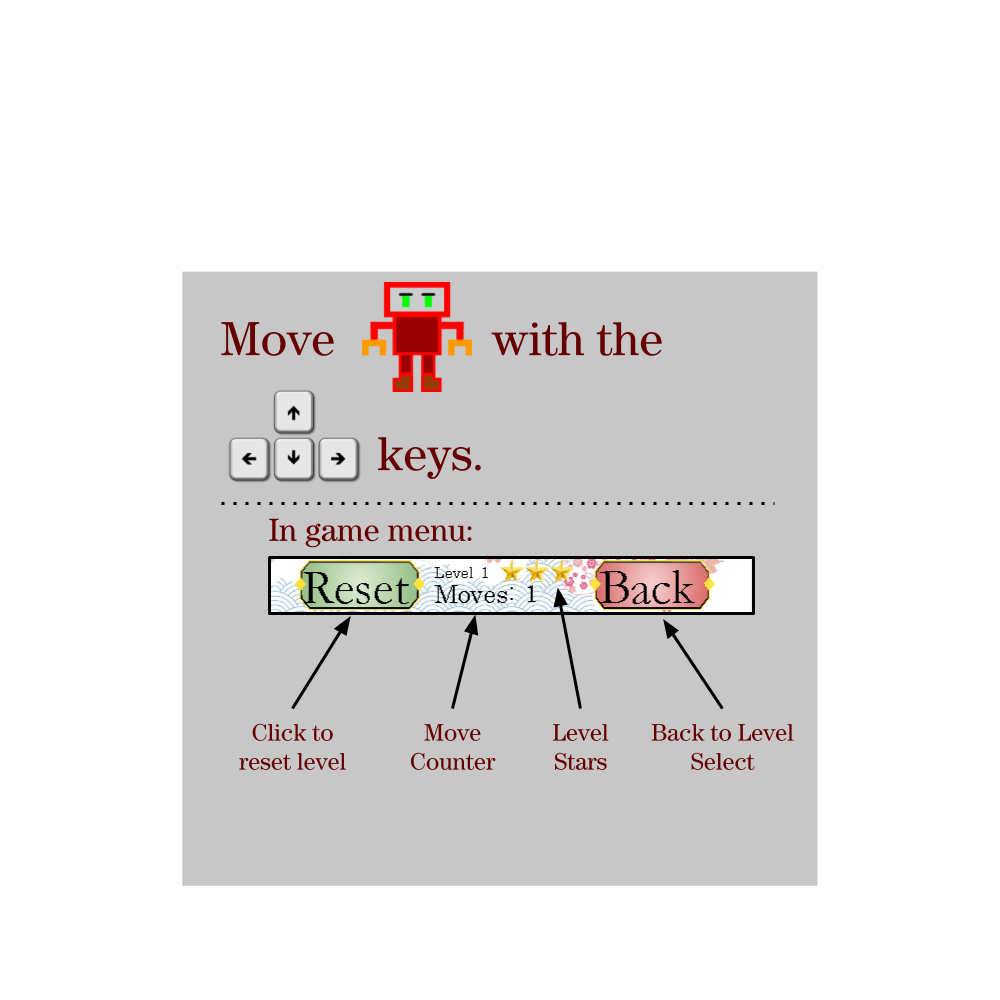 Move with the
keys.
In game menu:
Reset
Level 1
Moves: 1
Back
Click to
reset level
Move
Counter
Level
Stars
Back to Level
Select